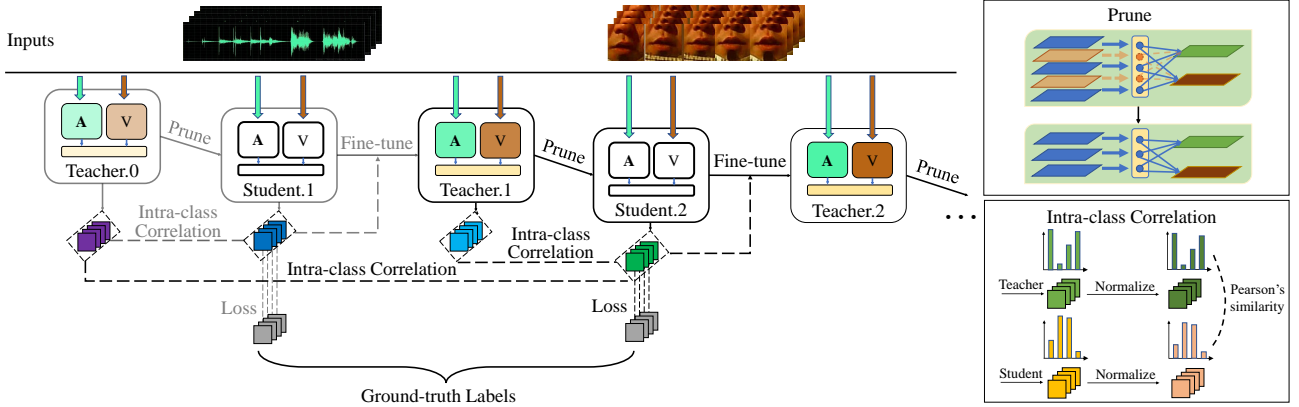 Inputs
A V
Teacher.0
Prune
A V
Student.1
Fine-tune
A V
Teacher.1
Prune
A V
Student.2
Fine-tune
A V
Teacher.2
Prune
...
Intra-class
Correlation
Intra-class
Correlation
Intra-class Correlation
Loss
Loss
Ground-truth Labels
Prune
Intra-class Correlation
Teacher
Normalize
Pearson's
similarity
Student
Normalize